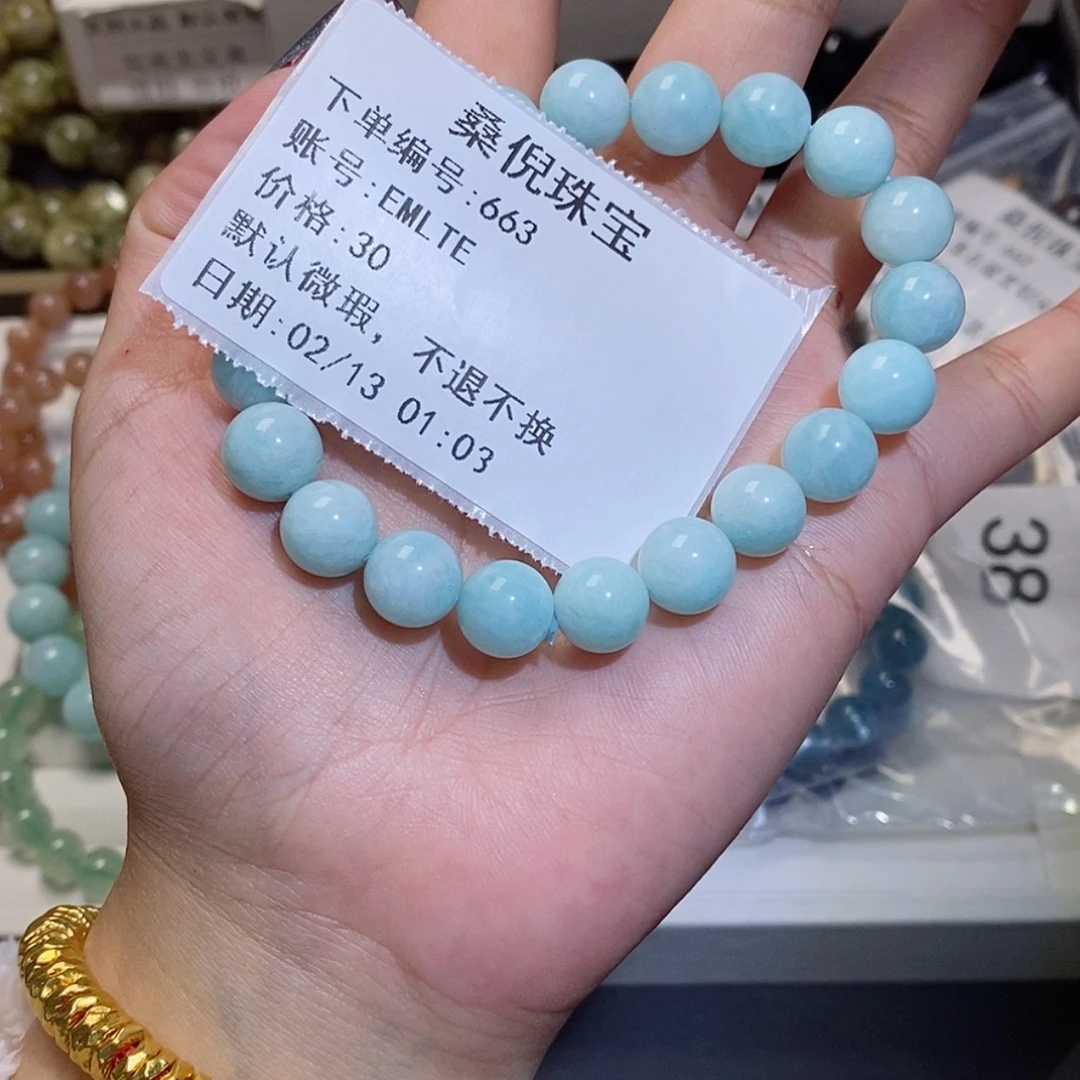 桑倪珠宝
下单编号:663
账号:EMLTE
价格:30
默认微瑕，不退不换
日期:02/13 01:03
38